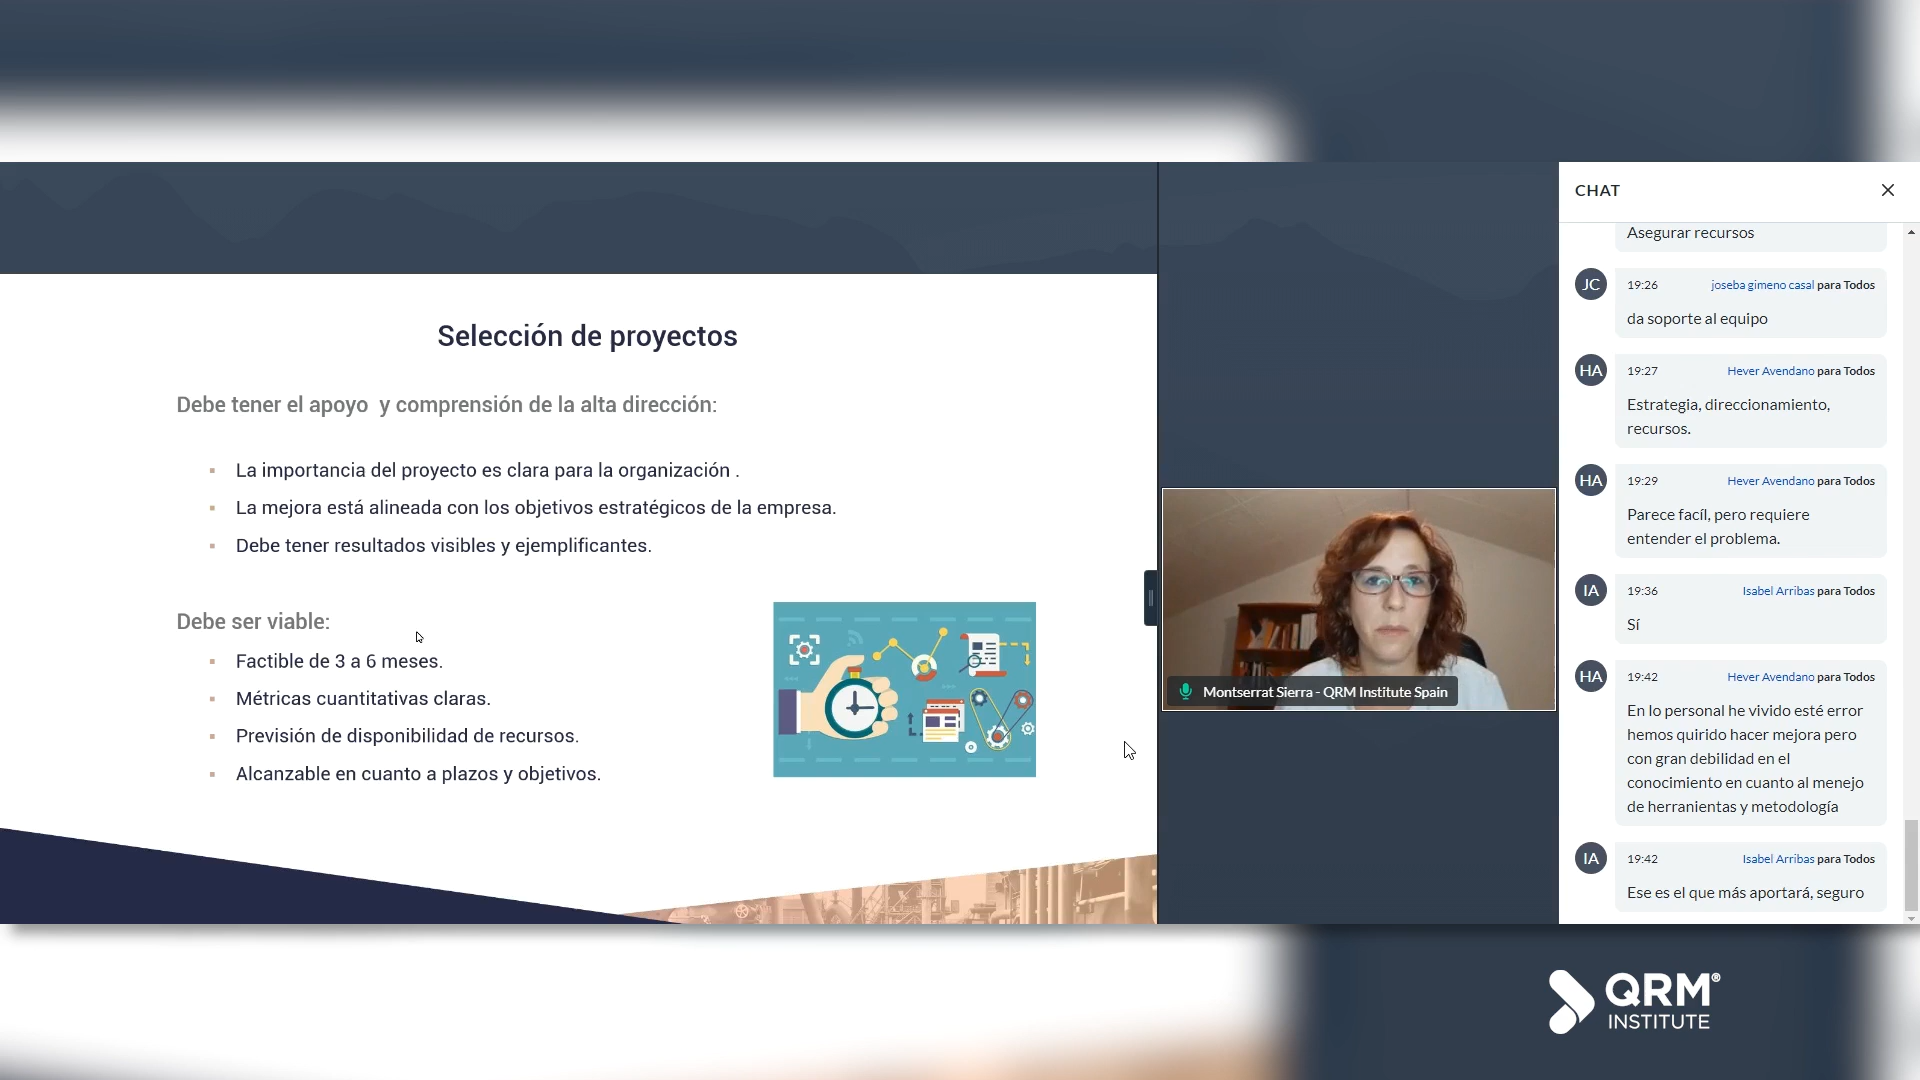 Selección de proyectos
Debe tener el apoyo y comprensión de la alta dirección:
La importancia del proyecto es clara para la organización .
La mejora está alineada con los objetivos estratégicos de la empresa.
Debe tener resultados visibles y ejemplificantes.
Debe ser viable:
Factible de 3 a 6 meses.
Métricas cuantitativas claras.
Previsión de disponibilidad de recursos.
Alcanzable en cuanto a plazos y objetivos.
Montserrat Sierra - QRM Institute Spain
CHAT
Asegurar recursos
JC
19:26 joseba gimeno casal para Todos
da soporte al equipo
HA
19:27 Hever Avendano para Todos
Estrategia, direccionamiento,
recursos.
HA
19:29 Hever Avendano para Todos
Parece facíl, pero requiere
entender el problema.
IA
19:36 Isabel Arribas para Todos
Sí
HA
19:42 Hever Avendano para Todos
En lo personal he vivido esté error
hemos quirido hacer mejora pero
con gran debilidad en el
conocimiento en cuanto al menejo
de herranientas y metodología
IA
19:42 Isabel Arribas para Todos
Ese es el que más aportará, seguro
QRM®
INSTITUTE